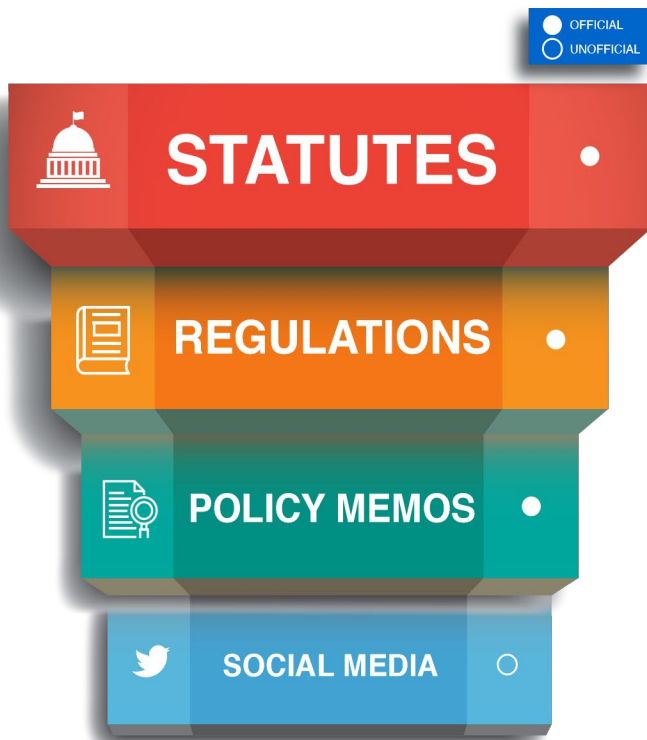 OFFICIAL
UNOFFICIAL
STATUTES
REGULATIONS
POLICY MEMOS
SOCIAL MEDIA